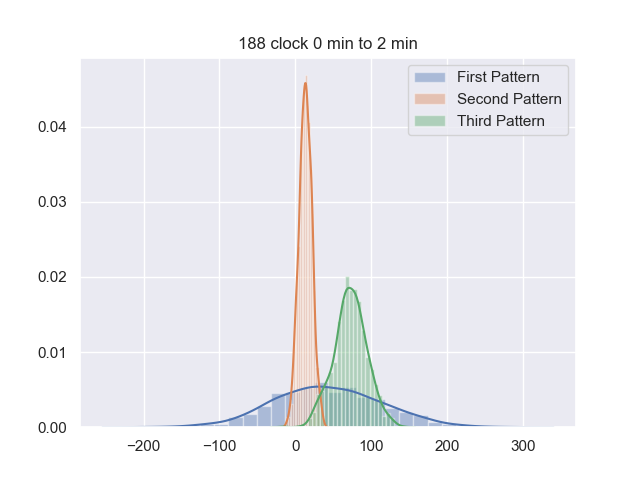 188 clock 0 min to 2 min
First Pattern
Second Pattern
Third Pattern
0.04
0.03
0.02
0.01
0.00
−200
−100
0
100
200
300